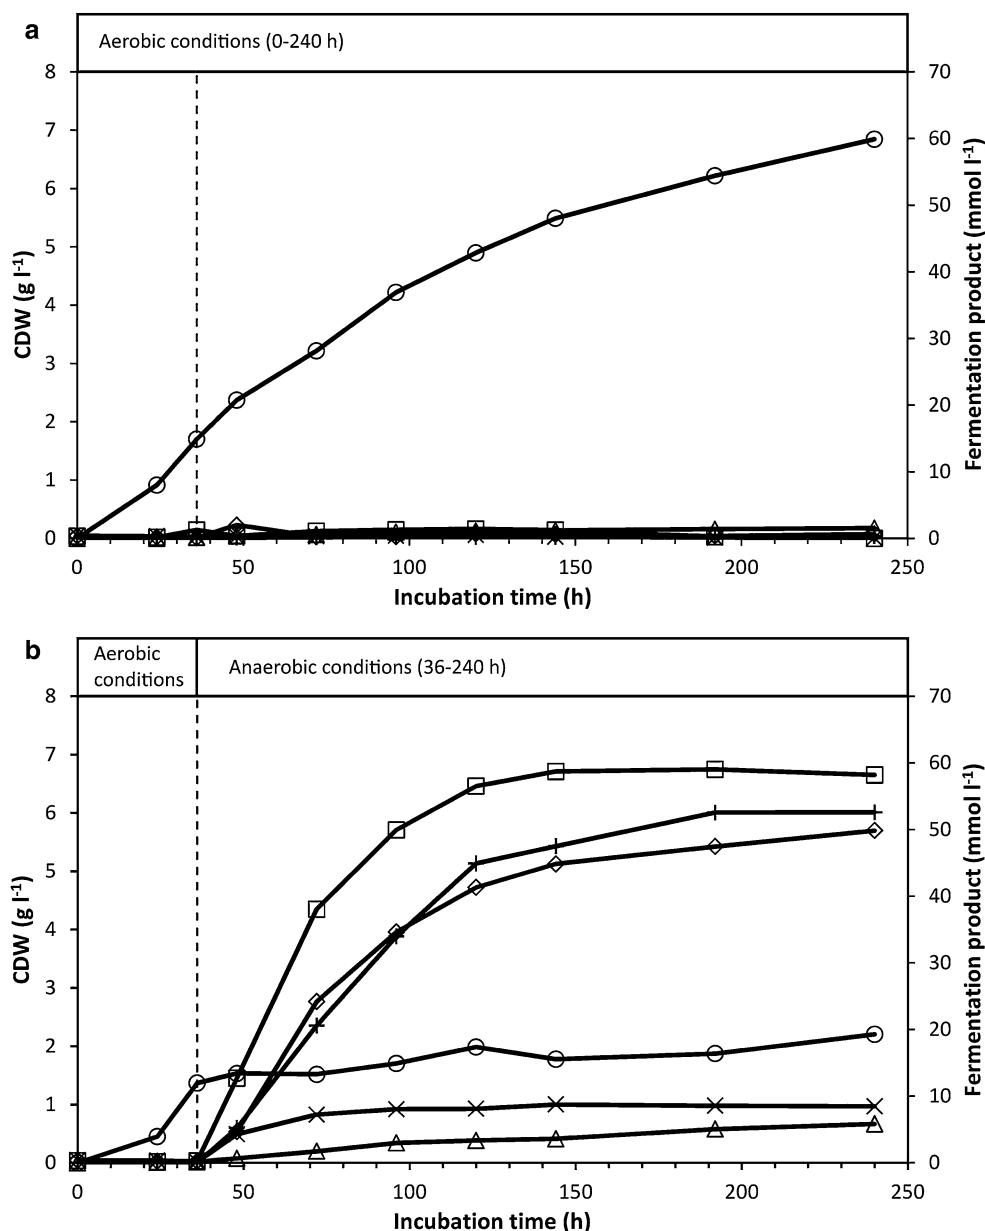 a
Aerobic conditions (0-240 h)
8
7
6
5
4
3
2
1
0
CDW (g l-1)
70
60
50
40
30
20
10
0
Fermentation product (mmol l-1)
0 50 100 150 200 250
Incubation time (h)
b
Aerobic
conditions
Anaerobic conditions (36-240 h)
8
7
6
5
4
3
2
1
0
CDW (g l-1)
70
60
50
40
30
20
10
0
Fermentation product (mmol l-1)
0 50 100 150 200 250
Incubation time (h)